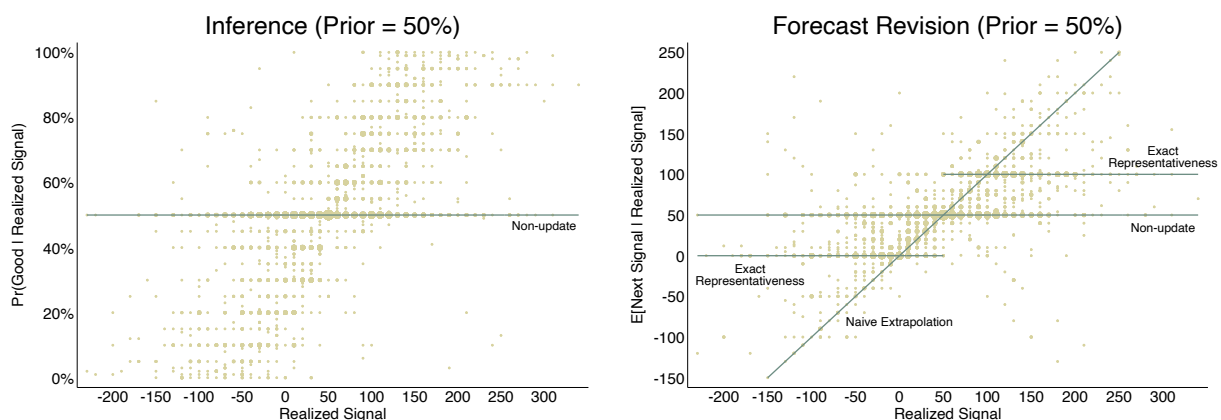 Inference (Prior = 50%)
Pr(Good | Realized Signal)
100%
80%
60%
40%
20%
0%
Non-update
-200 -150 -100 -50 0 50 100 150 200 250 300
Realized Signal
Forecast Revision (Prior = 50%)
E[Next Signal | Realized Signal]
250
200
150
100
50
0
-50
-100
-150
Exact
Representativeness
Non-update
Exact
Representativeness
Naive Extrapolation
-200 -150 -100 -50 0 50 100 150 200 250 300
Realized Signal